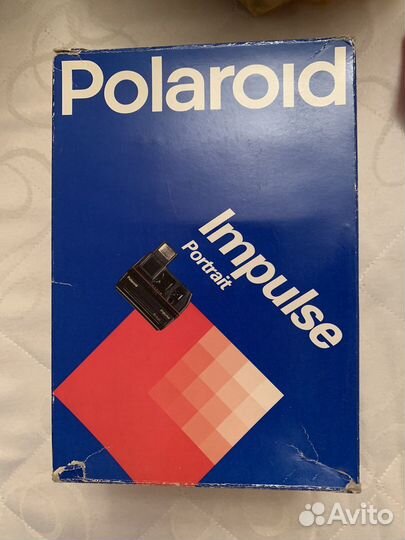 Polaroid
Impulse
Portrait
Avito